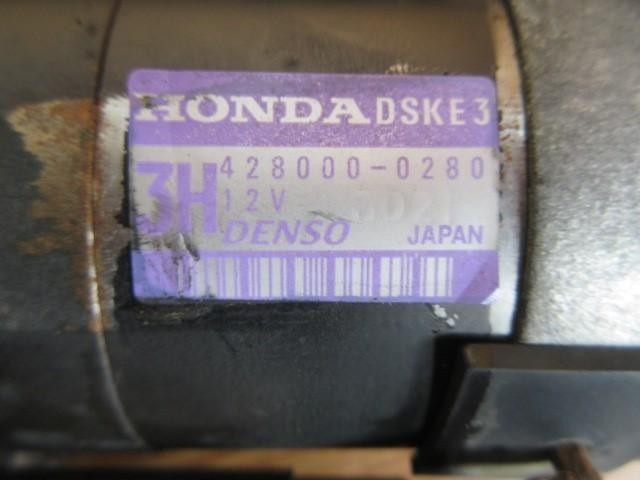 HONDA DSKE3
3H 428000-0280
12V
DENSO JAPAN